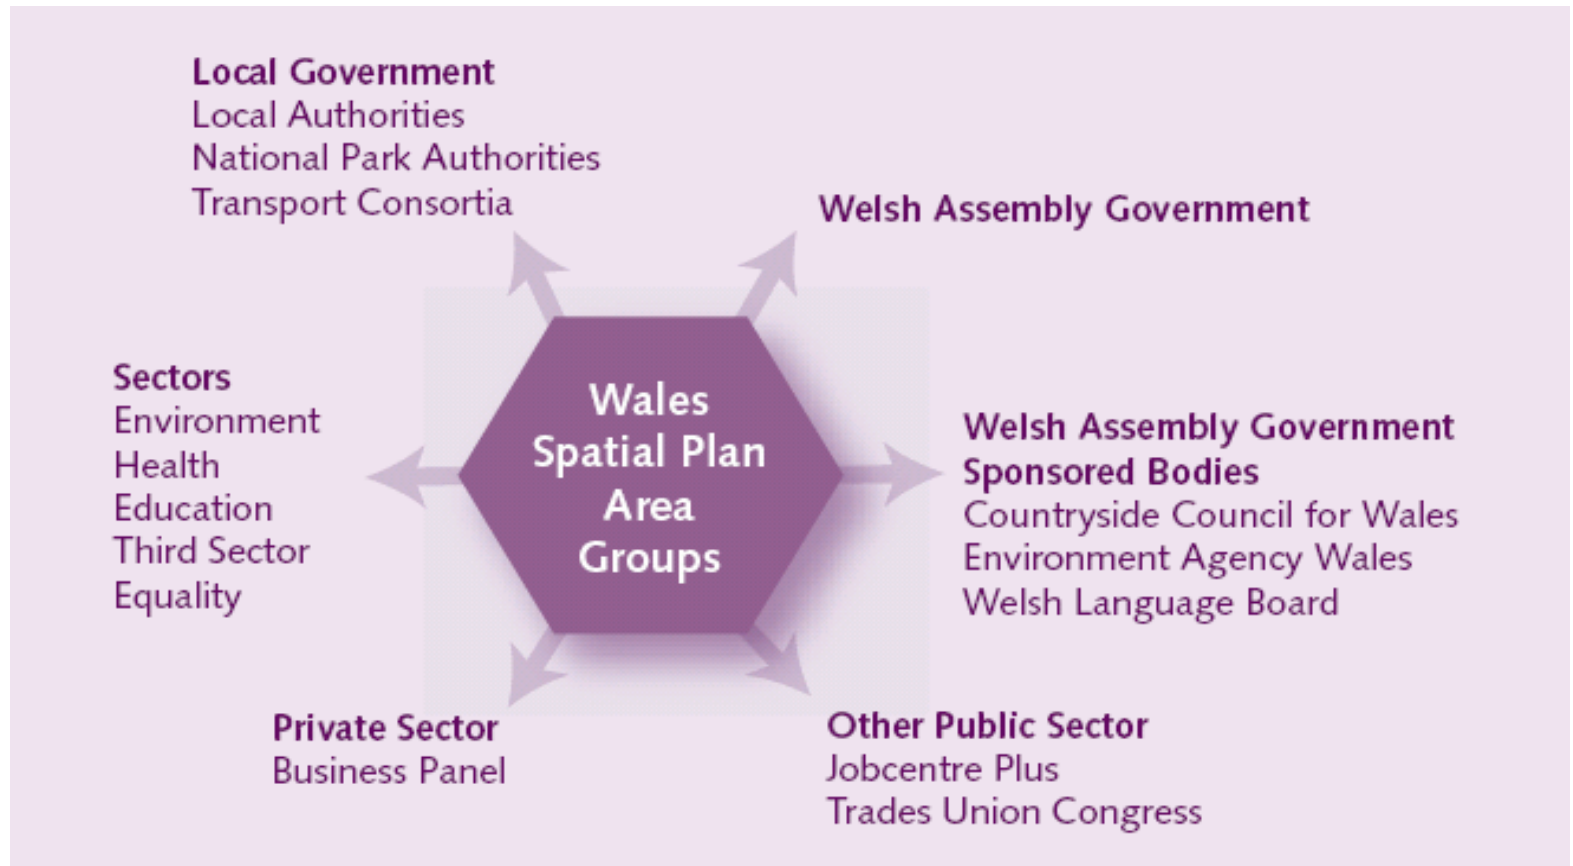 Local Government
Local Authorities
National Park Authorities
Transport Consortia
Welsh Assembly Government
Sectors
Environment
Health
Education
Third Sector
Equality
Wales
Spatial Plan
Area
Groups
Welsh Assembly Government
Sponsored Bodies
Countryside Council for Wales
Environment Agency Wales
Welsh Language Board
Private Sector
Business Panel
Other Public Sector
Jobcentre Plus
Trades Union Congress